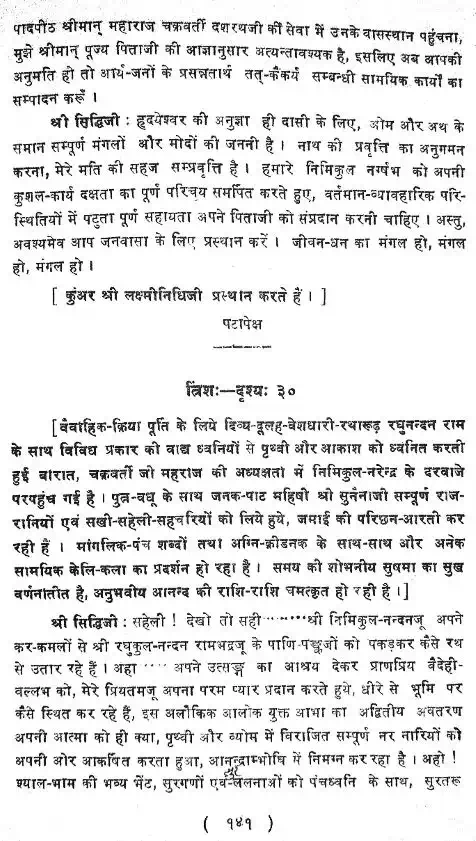 पादपीठ श्रीमान् महाराज चक्रवर्ती दशरथजी की सेवा में उनके वासस्थान पहुंचना,
मुझे श्रीमान् पूज्य पिताजी की आज्ञानुसार अत्यन्तावश्यक है, इसलिए अब आपकी
अनुमति हो तो आर्य-जनों के प्रसन्नतार्थ तत्-कैंकर्य सम्बन्धी सामयिक कार्यों का
सम्पादन करूँ ।
श्री सिद्धिजी : हृदयेश्वर की अनुज्ञा ही दासी के लिए, ओम और अथ के
समान सम्पूर्ण मंगलों और मोदों की जननी है । नाथ की प्रवृत्ति का अनुगमन
करना, मेरे मति की सहज सम्प्रवृत्ति है । हमारे निमिकुल नर्षभ को अपनी
कुशल-कार्य दक्षता का पूर्ण परिचय समर्पित करते हुए, वर्तमान-व्यावहारिक परि-
स्थितियों में पटुता पूर्ण सहायता अपने पिताजी को संप्रदान करनी चाहिए । अस्तु,
अवश्यमेव आप जनवासा के लिए प्रस्थान करें । जीवन-धन का मंगल हो, मंगल
हो, मंगल हो ।
[ कुंअर श्री लक्ष्मीनिधिजी प्रस्थान करते हैं । ]
पटापेक्ष
त्रिंशः—दृश्यः ३०
[वैवाहिक-क्रिया पूर्ति के लिये दिव्य-दूलह-वेशधारी-रथारूढ़ रघुनन्दन राम
के साथ विविध प्रकार की वाद्य ध्वनियों से पृथ्वी और आकाश को ध्वनित करती
हुई बारात, चक्रवर्ती जी महराज की अध्यक्षता में निमिकुल-नरेन्द्र के दरवाजे
परपहुंच गई है । पुत्र-वधू के साथ जनक-पाट महिषी श्री सुनैनाजी सम्पूर्ण राज-
रानियों एवं सखी-सहेली-सहचरियों को लिये हुये, जमाई की परिछन-आरती कर
रही हैं । मांगलिक-पंच शब्दों तथा अग्नि-क्रीडनक के साथ-साथ और अनेक
सामयिक केलि-कला का प्रदर्शन हो रहा है । समय की शोभनीय सुषमा का सुख
वर्णनातीत है, अनुभवीय आनन्द की राशि-राशि चमत्कृत हो रही है । ]
श्री सिद्धिजी : सहेली ! देखो तो सही ........ श्री निमिकुल-नन्दनजू अपने
कर-कमलों से श्री रघुकुल-नन्दन रामभद्रजू के पाणि-पङ्कजों को पकड़कर कैसे रथ
से उतार रहे हैं । अहा ..... अपने उत्सङ्ग का आश्रय देकर प्राणप्रिय वैदेही-
वल्लभ को, मेरे प्रियतमजू अपना परम प्यार प्रदान करते हुये, धीरे से भूमि पर
कैसे स्थित कर रहे हैं, इस अलौकिक आलोक युक्त आभा का अद्वितीय अवतरण
अपनी आत्मा को ही क्या, पृथ्वी और व्योम में विराजित सम्पूर्ण नर नारियों को
अपनी ओर आकर्षित करता हुआ, आनन्दाम्भोधि में निमग्न कर रहा है । अहो !
श्याल-भाम की भव्य भेंट, सुरगणों एवं ललनाओं को पंचध्वनि के साथ, सुरतरू
( १४१ )